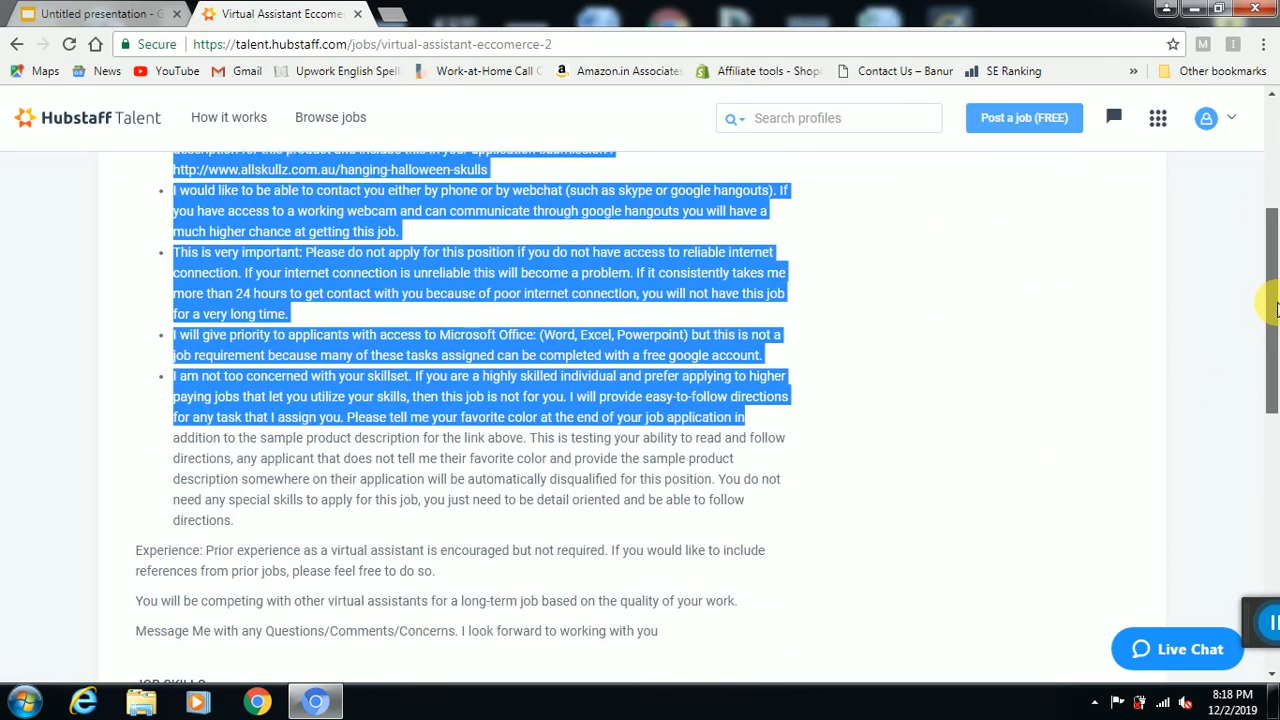 Untitled presentation - G
Virtual Assistant Eccome
Secure
https://talent.hubstaff.com/jobs/virtual-assistant-eccomerce-2
Maps
News
YouTube
Gmail
Upwork English Spell
Work-at-Home Call C
Amazon.in Associates
Affiliate tools - Shop
Contact Us – Banur
SE Ranking
»
Other bookmarks
Hubstaff Talent
How it works
Browse jobs
Search profiles
Post a job (FREE)
http://www.allskullz.com.au/hanging-halloween-skulls
I would like to be able to contact you either by phone or by webchat (such as skype or google hangouts). If
you have access to a working webcam and can communicate through google hangouts you will have a
much higher chance at getting this job.
This is very important: Please do not apply for this position if you do not have access to reliable internet
connection. If your internet connection is unreliable this will become a problem. If it consistently takes me
more than 24 hours to get contact with you because of poor internet connection, you will not have this job
for a very long time.
I will give priority to applicants with access to Microsoft Office: (Word, Excel, Powerpoint) but this is not a
job requirement because many of these tasks assigned can be completed with a free google account.
I am not too concerned with your skillset. If you are a highly skilled individual and prefer applying to higher
paying jobs that let you utilize your skills, then this job is not for you. I will provide easy-to-follow directions
for any task that I assign you. Please tell me your favorite color at the end of your job application in
addition to the sample product description for the link above. This is testing your ability to read and follow
directions, any applicant that does not tell me their favorite color and provide the sample product
description somewhere on their application will be automatically disqualified for this position. You do not
need any special skills to apply for this job, you just need to be detail oriented and be able to follow
directions.
Experience: Prior experience as a virtual assistant is encouraged but not required. If you would like to include
references from prior jobs, please feel free to do so.
You will be competing with other virtual assistants for a long-term job based on the quality of your work.
Message Me with any Questions/Comments/Concerns. I look forward to working with you
Live Chat
8:18 PM
12/2/2019